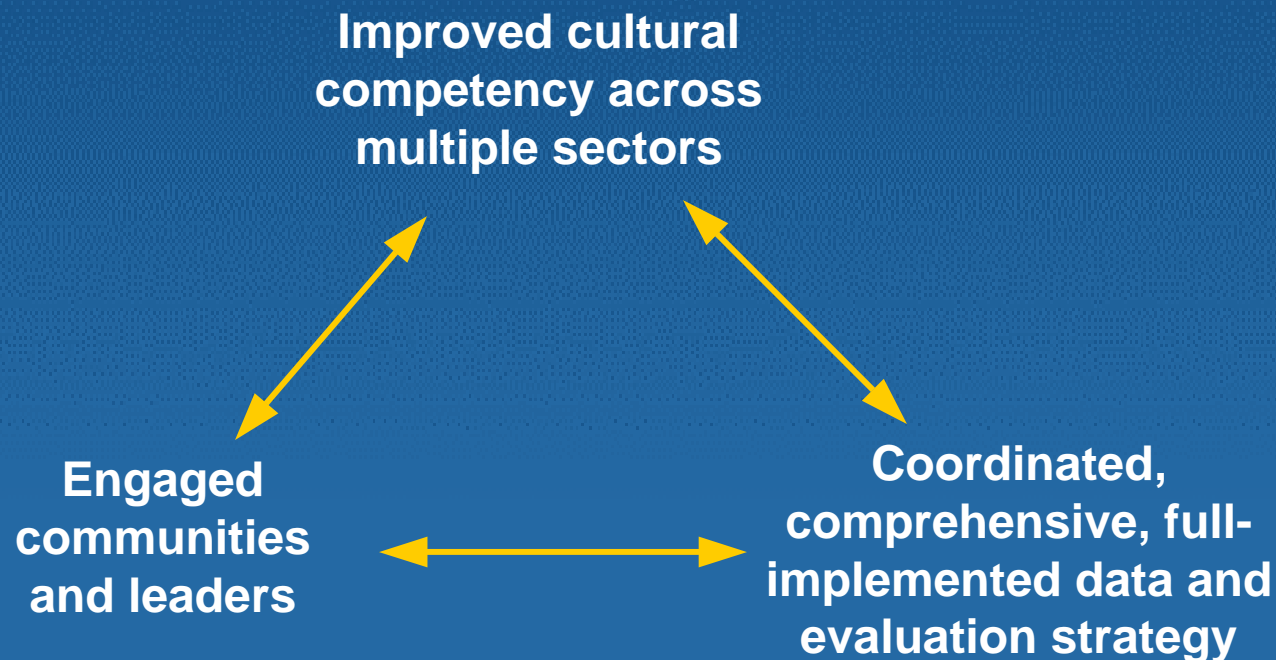 Improved cultural
competency across
multiple sectors
Engaged
communities
and leaders
Coordinated,
comprehensive, full-
implemented data and
evaluation strategy